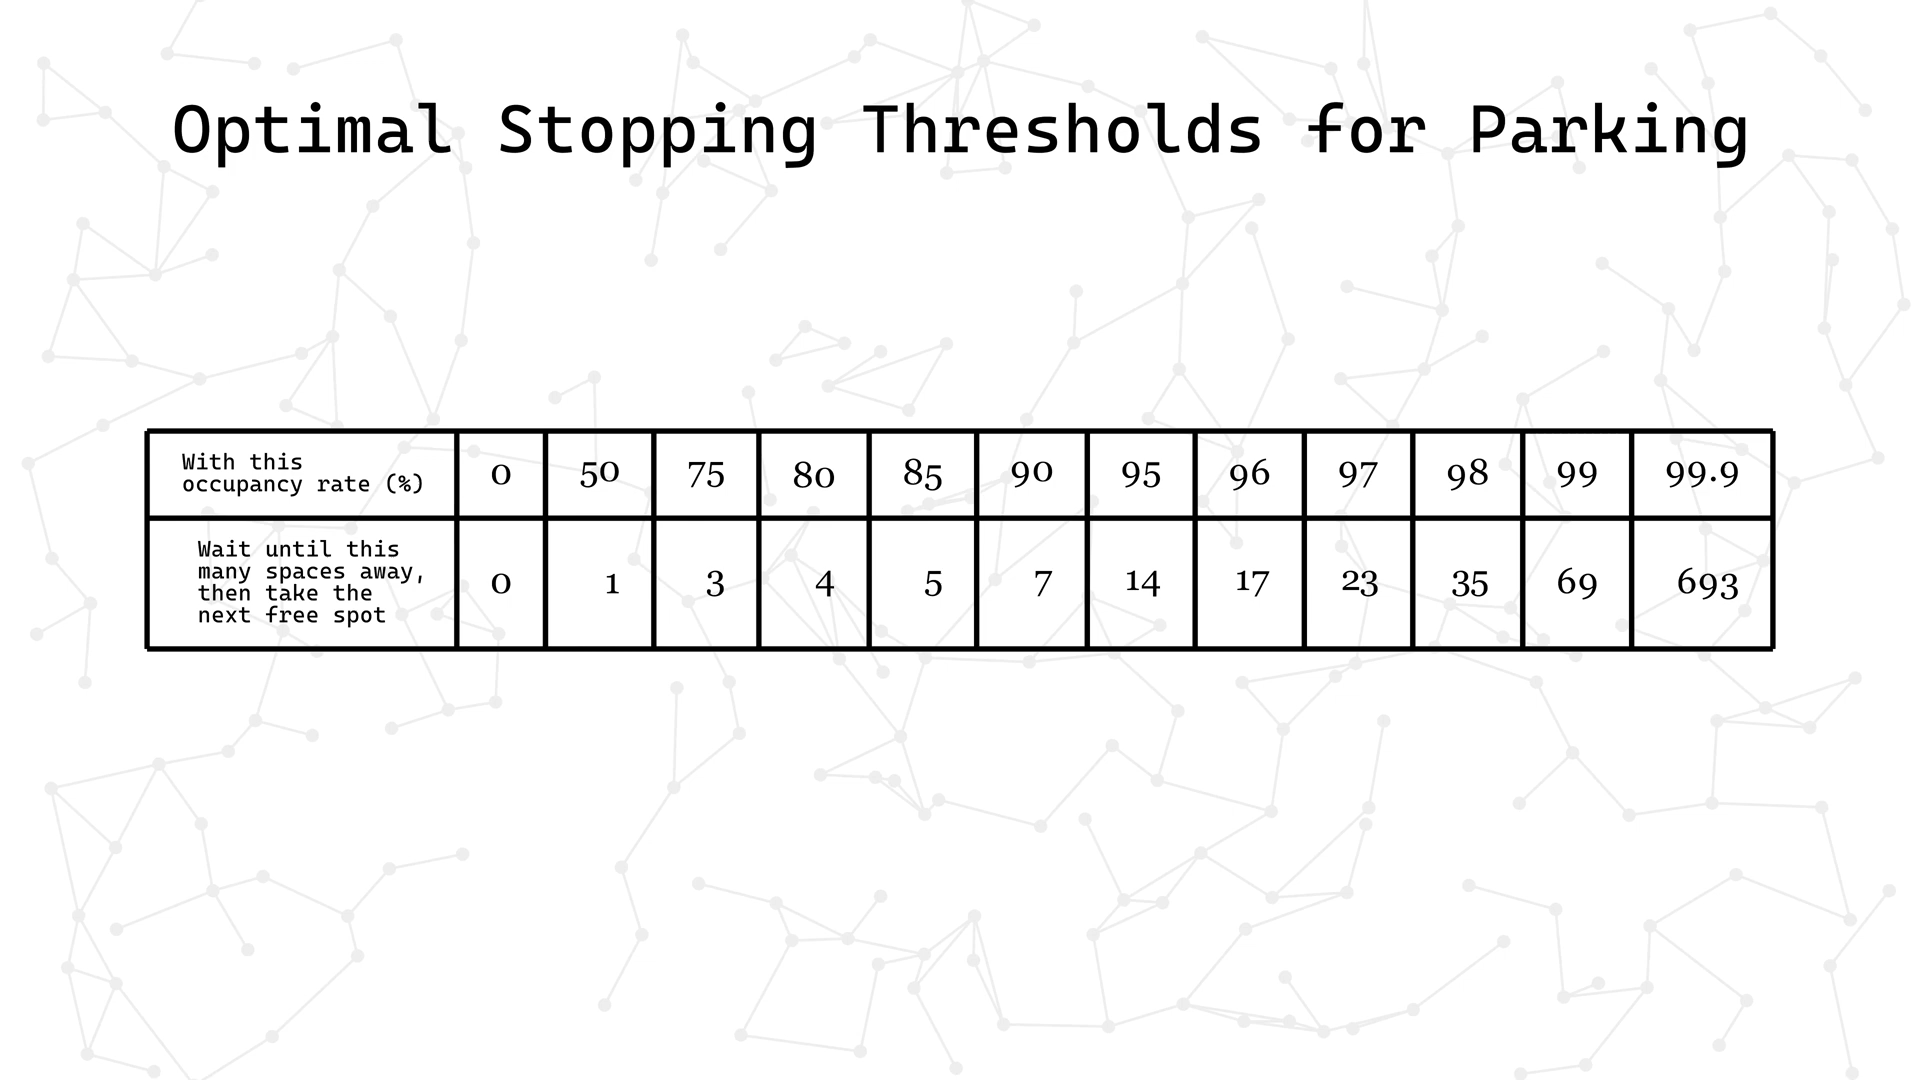 Optimal Stopping Thresholds for Parking
With this
occupancy rate (%)
0 50 75 80 85 90 95 96 97 98 99 99.9
Wait until this
many spaces away,
then take the
next free spot
0 1 3 4 5 7 14 17 23 35 69 693